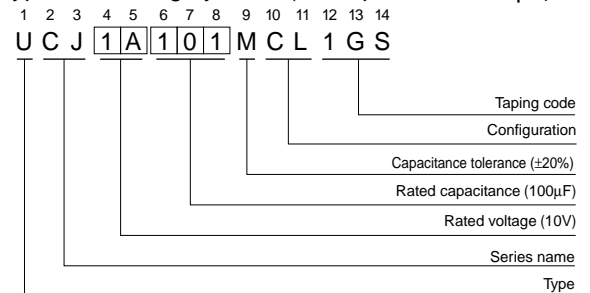 1 2 3 4 5 6 7 8 9 10 11 12 13 14
U C J 1 A 1 0 1 M C L 1 G S
Taping code
Configuration
Capacitance tolerance (±20%)
Rated capacitance (100μF)
Rated voltage (10V)
Series name
Type